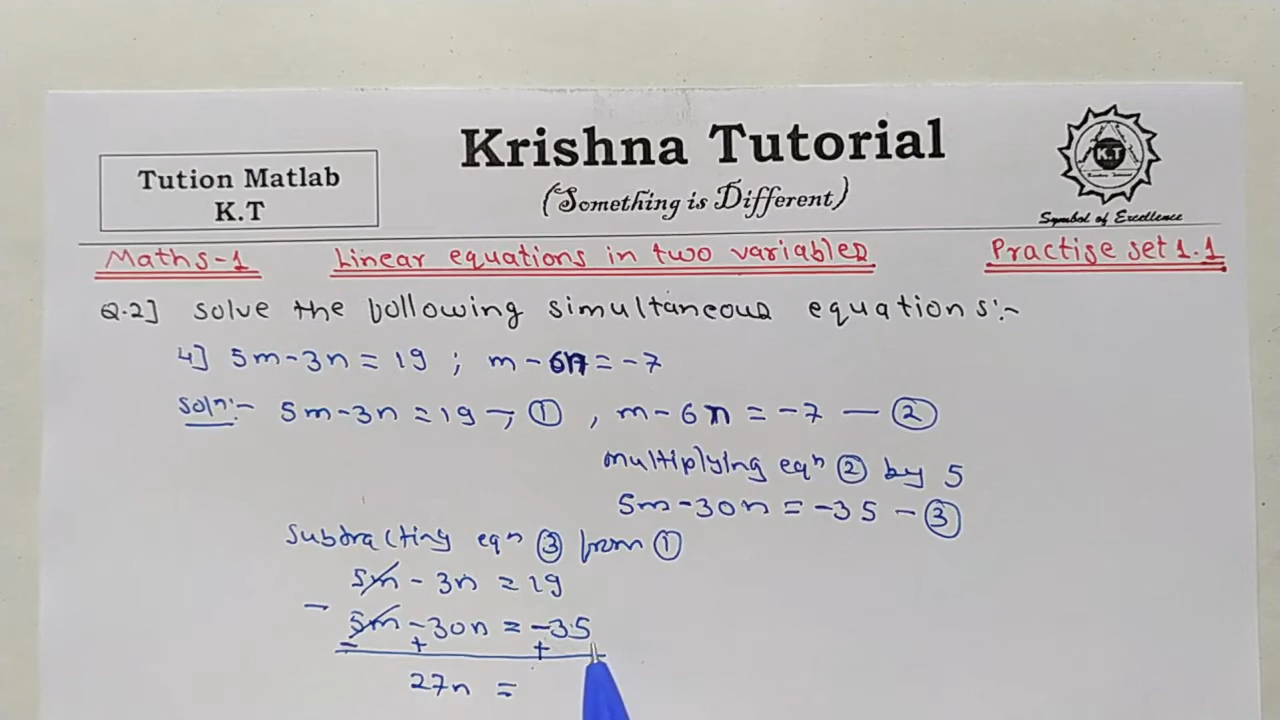 Tution Matlab
K.T
Krishna Tutorial
(Something is Different)
K.T
Symbol of Excellence
Maths-1 Linear equations in two variables Practise set 1.1
Q.2] Solve the following simultaneous equations:-
4] 5m-3n = 19 ; m-6n = -7
Soln:- 5m-3n = 19 → ① , m-6n = -7 — ②
multiplying eqn ② by 5
5m-30n = -35 - ③
Subtracting eqn ③ from ①
5m - 3n = 19
- 5m - 30n = -35
- + +
27n =